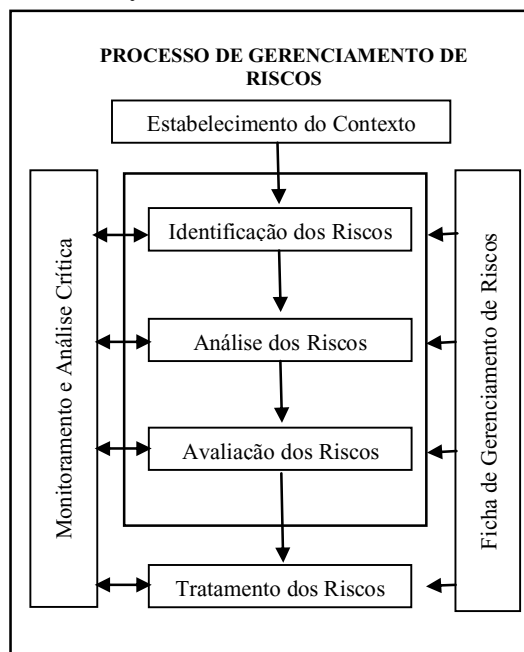 PROCESSO DE GERENCIAMENTO DE
RISCOS
Estabelecimento do Contexto
Monitoramento e Análise Crítica
Identificação dos Riscos
Análise dos Riscos
Avaliação dos Riscos
Tratamento dos Riscos
Ficha de Gerenciamento de Riscos